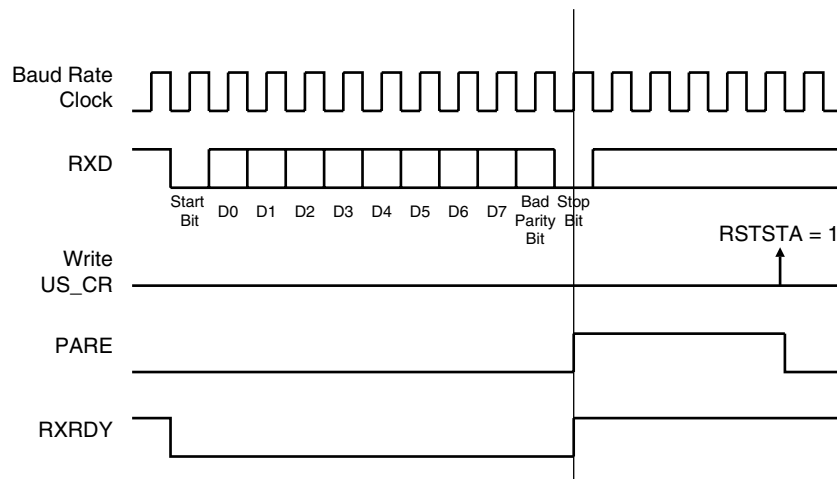 Baud Rate
Clock
RXD
Start
Bit
D0
D1
D2
D3
D4
D5
D6
D7
Bad
Parity
Bit
Stop
Bit
RSTSTA = 1
Write
US_CR
PARE
RXRDY